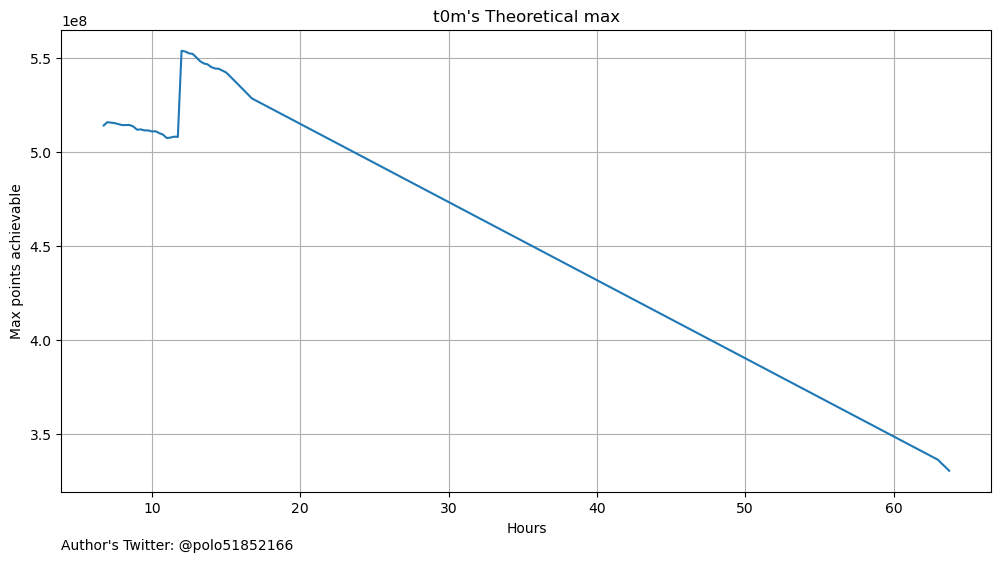 t0m's Theoretical max
1e8
5.5
5.0
4.5
4.0
3.5
Max points achievable
10 20 30 40 50 60
Hours
Author's Twitter: @polo51852166